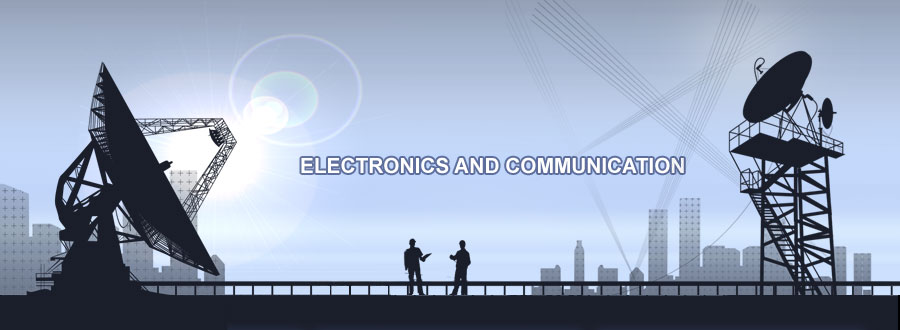 ELECTRONICS AND COMMUNICATION